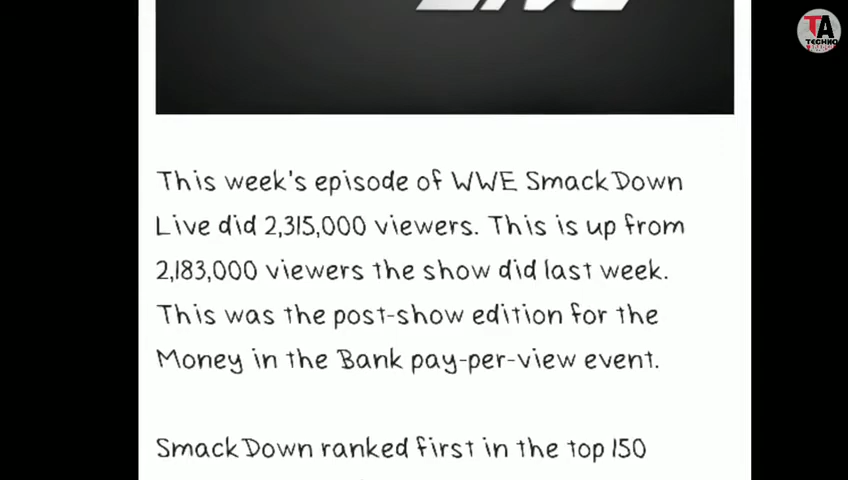 TA
TECHNO
This week's episode of WWE SmackDown
Live did 2,315,000 viewers. This is up from
2,183,000 viewers the show did last week.
This was the post-show edition for the
Money in the Bank pay-per-view event.
SmackDown ranked first in the top 150